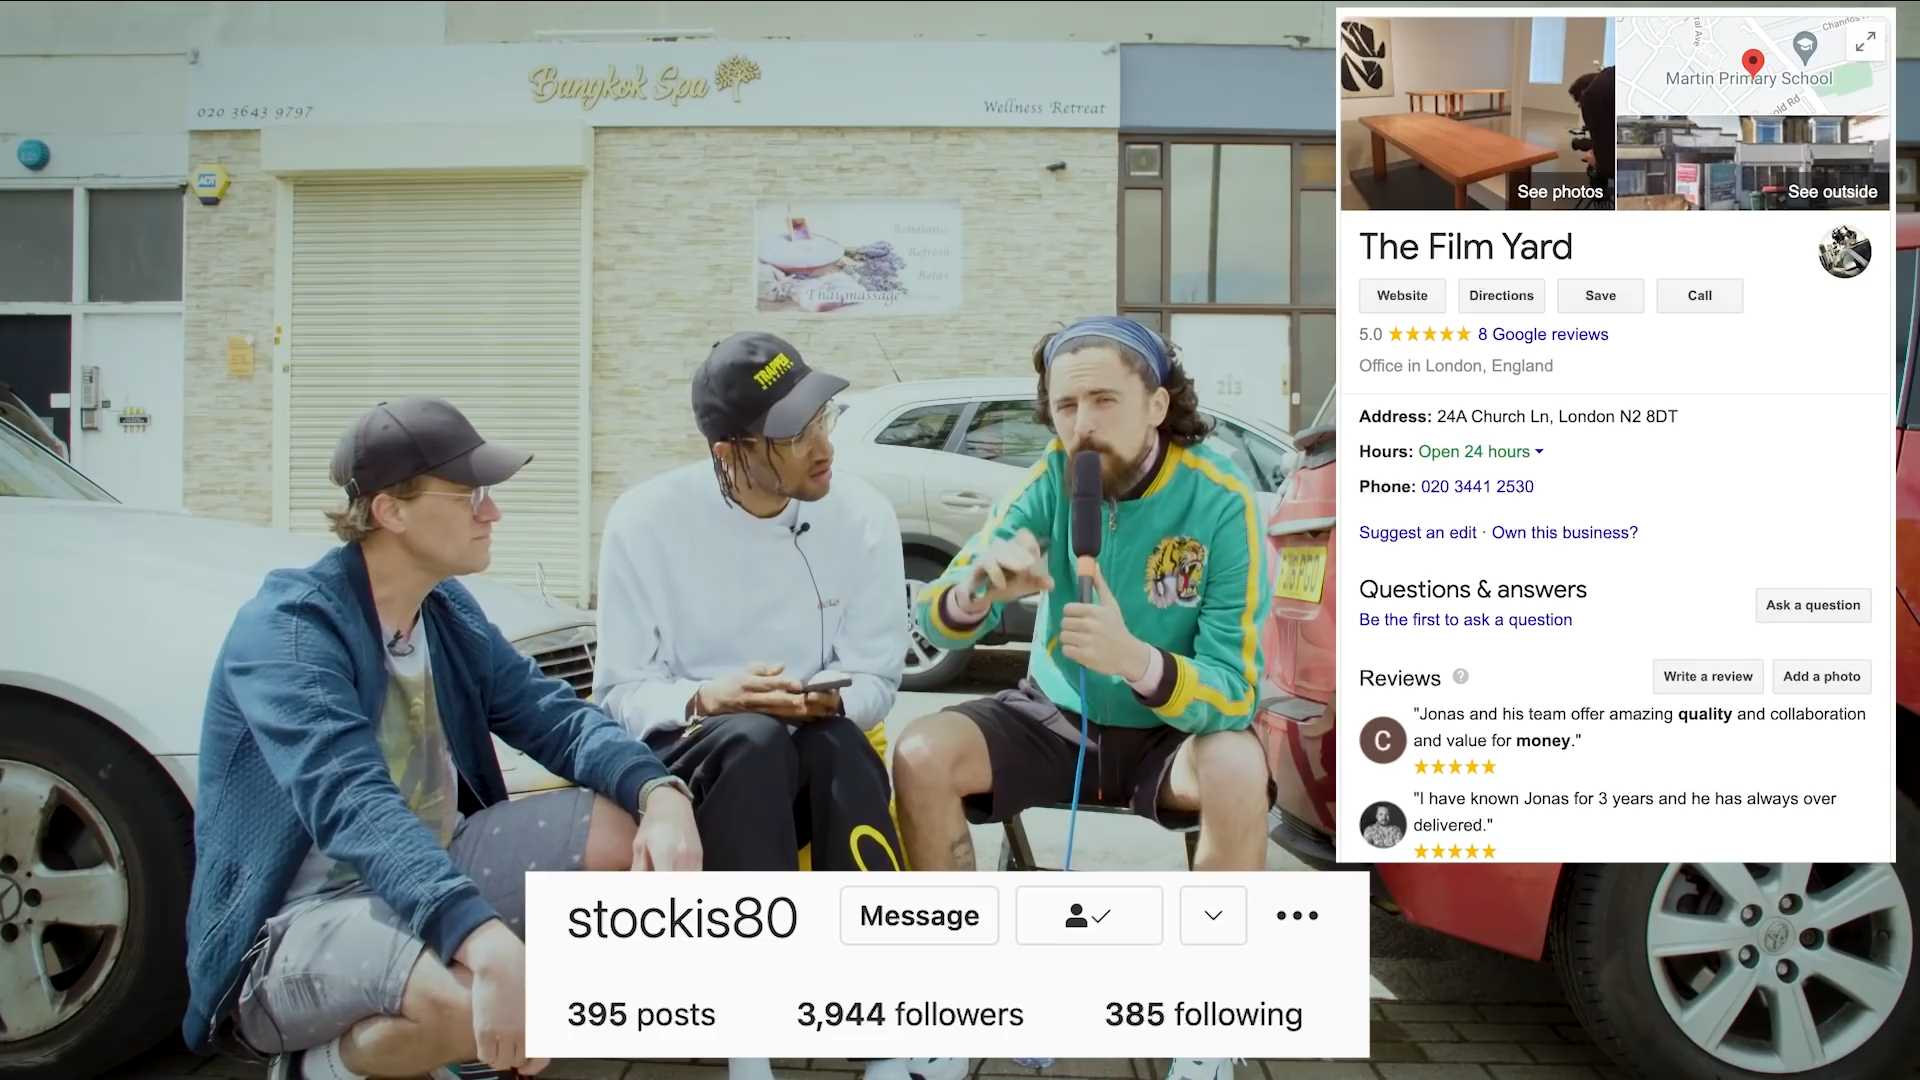 Bangkok Spa
020 3643 9797
Wellness Retreat
ADT
Rebalance
Refresh
Relax
Thai massage
TRAPPED
213
Martin Primary School
See photos
See outside
The Film Yard
Website
Directions
Save
Call
5.0
8 Google reviews
Office in London, England
Address: 24A Church Ln, London N2 8DT
Hours: Open 24 hours
Phone: 020 3441 2530
Suggest an edit · Own this business?
Questions & answers
Be the first to ask a question
Ask a question
Reviews
?
Write a review
Add a photo
C
"Jonas and his team offer amazing quality and collaboration
and value for money."
"I have known Jonas for 3 years and he has always over
delivered."
stockis80
Message
395 posts
3,944 followers
385 following